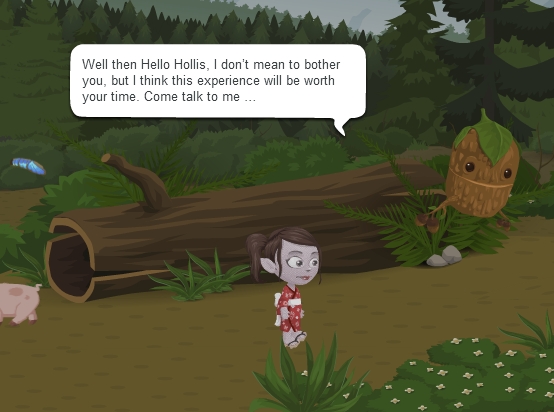 Well then Hello Hollis, I don't mean to bother
you, but I think this experience will be worth
your time. Come talk to me ...